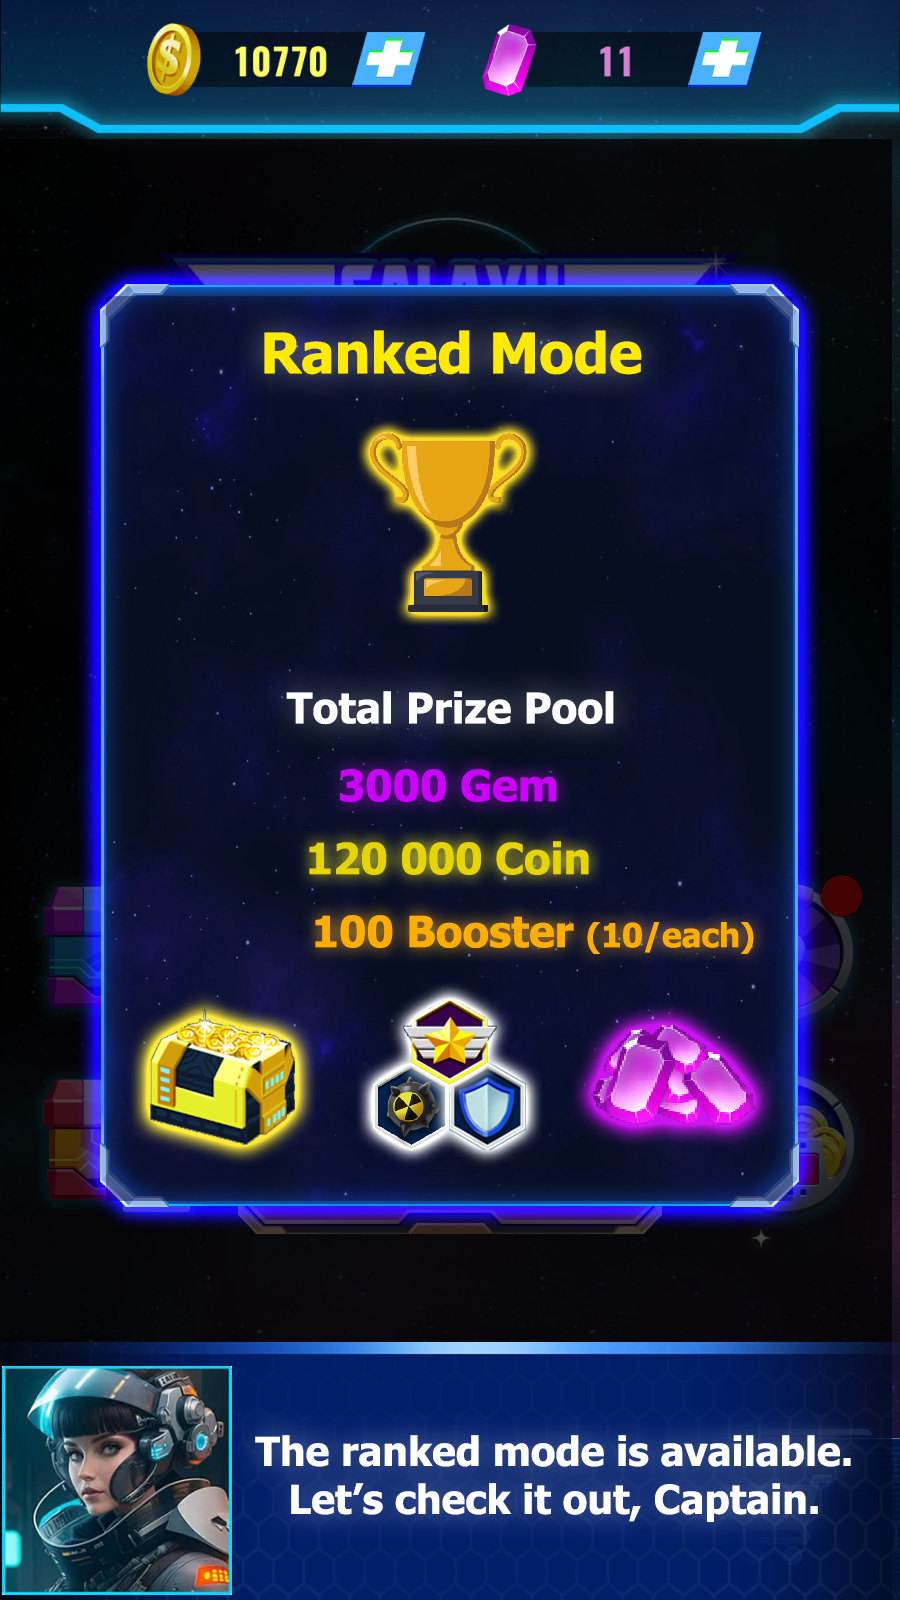 10770
11
Ranked Mode
Total Prize Pool
3000 Gem
120 000 Coin
100 Booster (10/each)
The ranked mode is available.
Let's check it out, Captain.